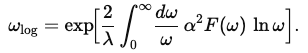 ω_log = exp[ 2/λ ∫_0^∞ dω/ω α²F(ω) ln ω ].